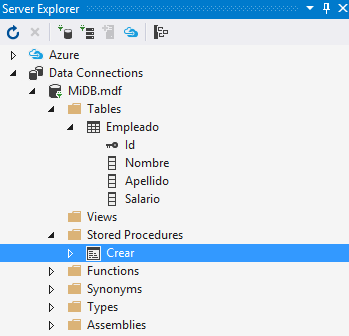 Server Explorer
Azure
Data Connections
MiDB.mdf
Tables
Empleado
Id
Nombre
Apellido
Salario
Views
Stored Procedures
Crear
Functions
Synonyms
Types
Assemblies